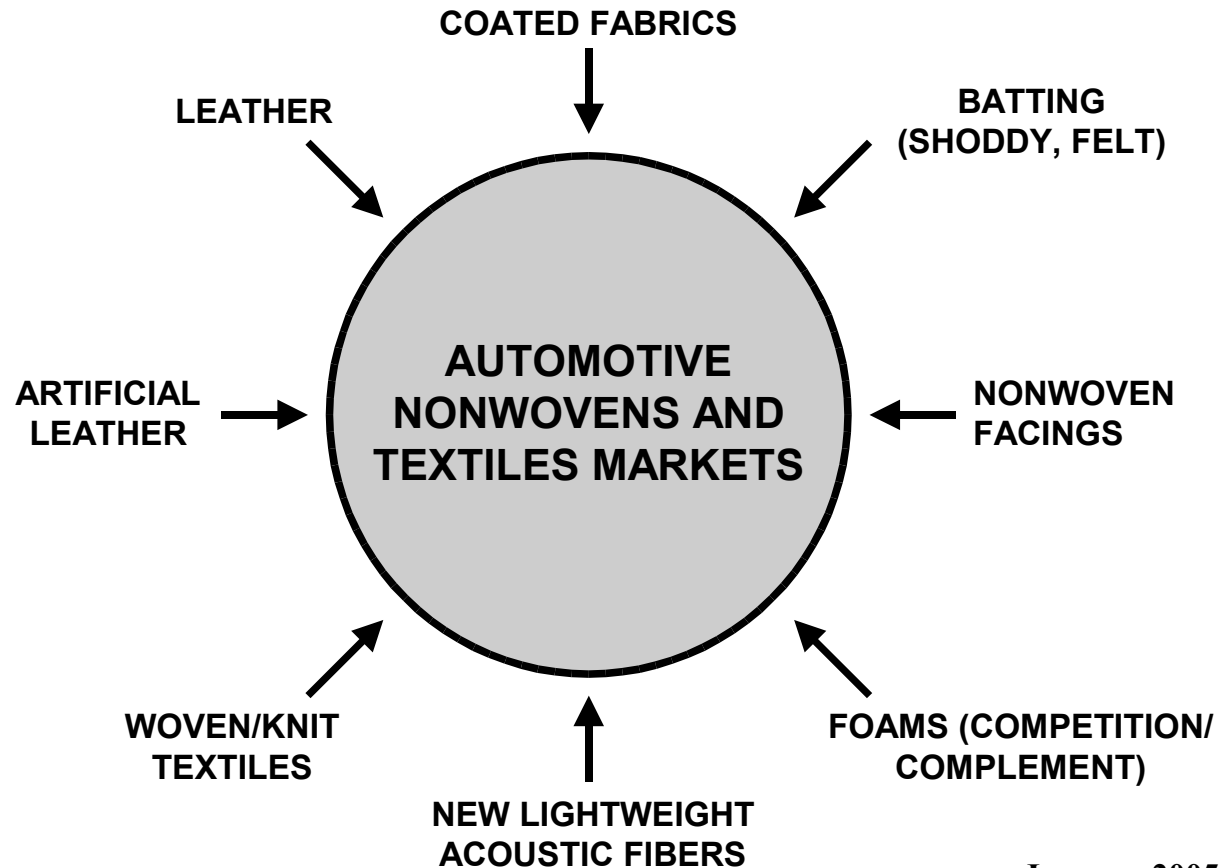 COATED FABRICS
LEATHER
BATTING
(SHODDY, FELT)
AUTOMOTIVE
NONWOVENS AND
TEXTILES MARKETS
ARTIFICIAL
LEATHER
NONWOVEN
FACINGS
WOVEN/KNIT
TEXTILES
FOAMS (COMPETITION/
COMPLEMENT)
NEW LIGHTWEIGHT
ACOUSTIC FIBERS